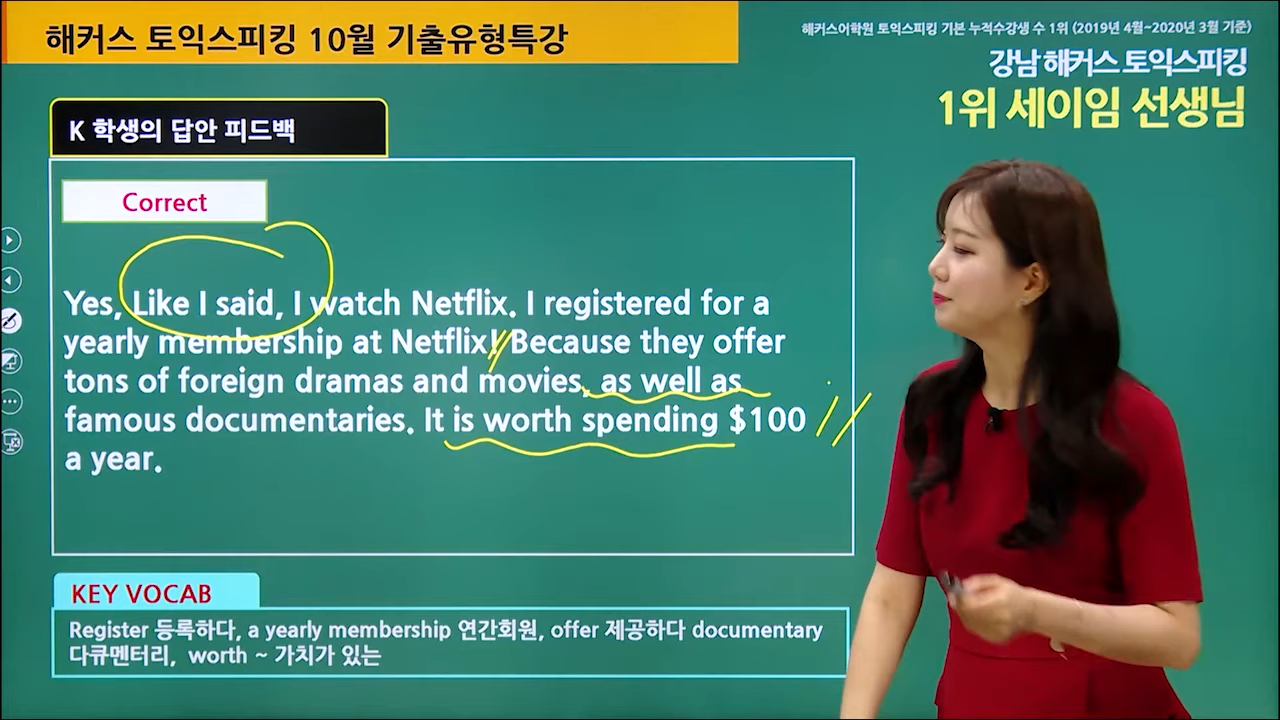 해커스 토익스피킹 10월 기출유형특강
해커스어학원 토익스피킹 기본 누적수강생 수 1위 (2019년 4월~2020년 3월 기준)
강남 해커스 토익스피킹
1위 세이임 선생님
K 학생의 답안 피드백
Correct
Yes, Like I said, I watch Netflix. I registered for a
yearly membership at Netflix! Because they offer
tons of foreign dramas and movies, as well as
famous documentaries. It is worth spending $100
a year.
KEY VOCAB
Register 등록하다, a yearly membership 연간회원, offer 제공하다 documentary
다큐멘터리, worth ~ 가치가 있는